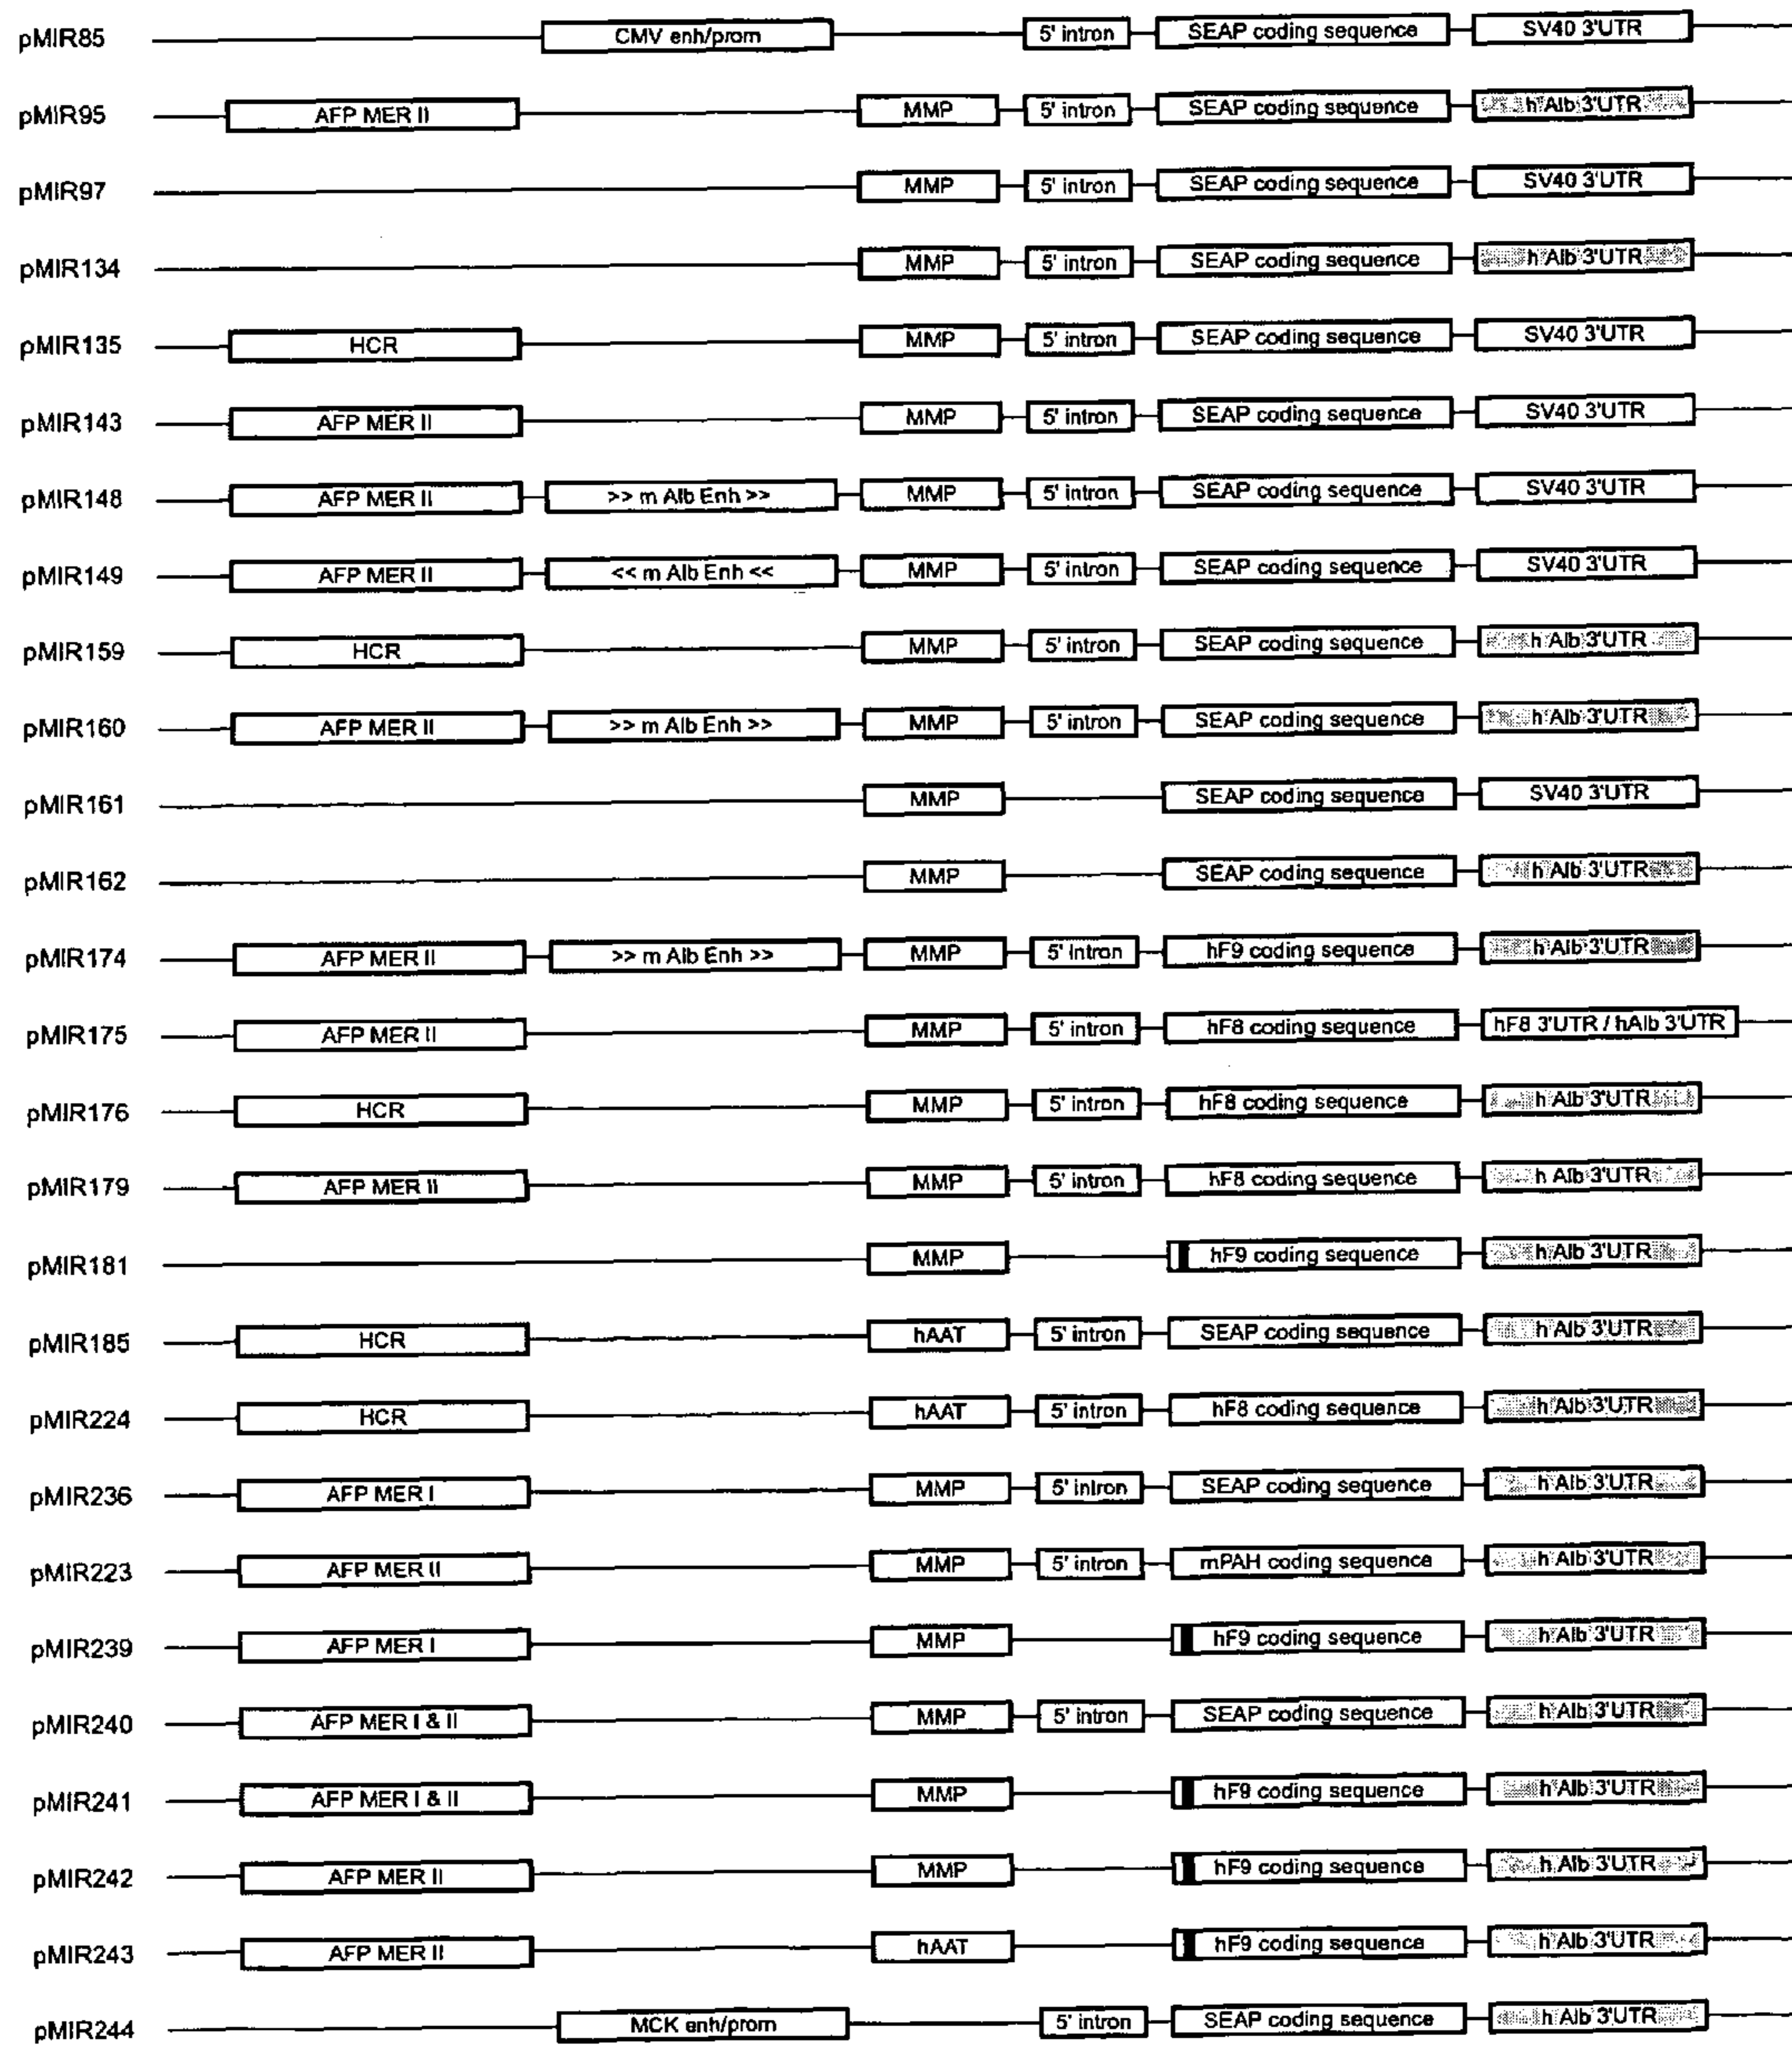 pMIR85 CMV enh/prom 5' intron SEAP coding sequence SV40 3'UTR
pMIR95 AFP MER II MMP 5' intron SEAP coding sequence h Alb 3'UTR
pMIR97 MMP 5' intron SEAP coding sequence SV40 3'UTR
pMIR134 MMP 5' intron SEAP coding sequence h Alb 3'UTR
pMIR135 HCR MMP 5' intron SEAP coding sequence SV40 3'UTR
pMIR143 AFP MER II MMP 5' intron SEAP coding sequence SV40 3'UTR
pMIR148 AFP MER II >> m Alb Enh >> MMP 5' intron SEAP coding sequence SV40 3'UTR
pMIR149 AFP MER II << m Alb Enh << MMP 5' intron SEAP coding sequence SV40 3'UTR
pMIR159 HCR MMP 5' intron SEAP coding sequence h Alb 3'UTR
pMIR160 AFP MER II >> m Alb Enh >> MMP 5' intron SEAP coding sequence h Alb 3'UTR
pMIR161 MMP SEAP coding sequence SV40 3'UTR
pMIR162 MMP SEAP coding sequence h Alb 3'UTR
pMIR174 AFP MER II >> m Alb Enh >> MMP 5' intron hF9 coding sequence h Alb 3'UTR
pMIR175 AFP MER II MMP 5' intron hF8 coding sequence hF8 3'UTR / hAlb 3'UTR
pMIR176 HCR MMP 5' intron hF8 coding sequence h Alb 3'UTR
pMIR179 AFP MER II MMP 5' intron hF8 coding sequence h Alb 3'UTR
pMIR181 MMP hF9 coding sequence h Alb 3'UTR
pMIR185 HCR hAAT 5' intron SEAP coding sequence h Alb 3'UTR
pMIR224 HCR hAAT 5' intron hF8 coding sequence h Alb 3'UTR
pMIR236 AFP MER I MMP 5' intron SEAP coding sequence h Alb 3'UTR
pMIR223 AFP MER II MMP 5' intron mPAH coding sequence h Alb 3'UTR
pMIR239 AFP MER I MMP hF9 coding sequence h Alb 3'UTR
pMIR240 AFP MER I & II MMP 5' intron SEAP coding sequence h Alb 3'UTR
pMIR241 AFP MER I & II MMP hF9 coding sequence h Alb 3'UTR
pMIR242 AFP MER II MMP hF9 coding sequence h Alb 3'UTR
pMIR243 AFP MER II hAAT hF9 coding sequence h Alb 3'UTR
pMIR244 MCK enh/prom 5' intron SEAP coding sequence h Alb 3'UTR